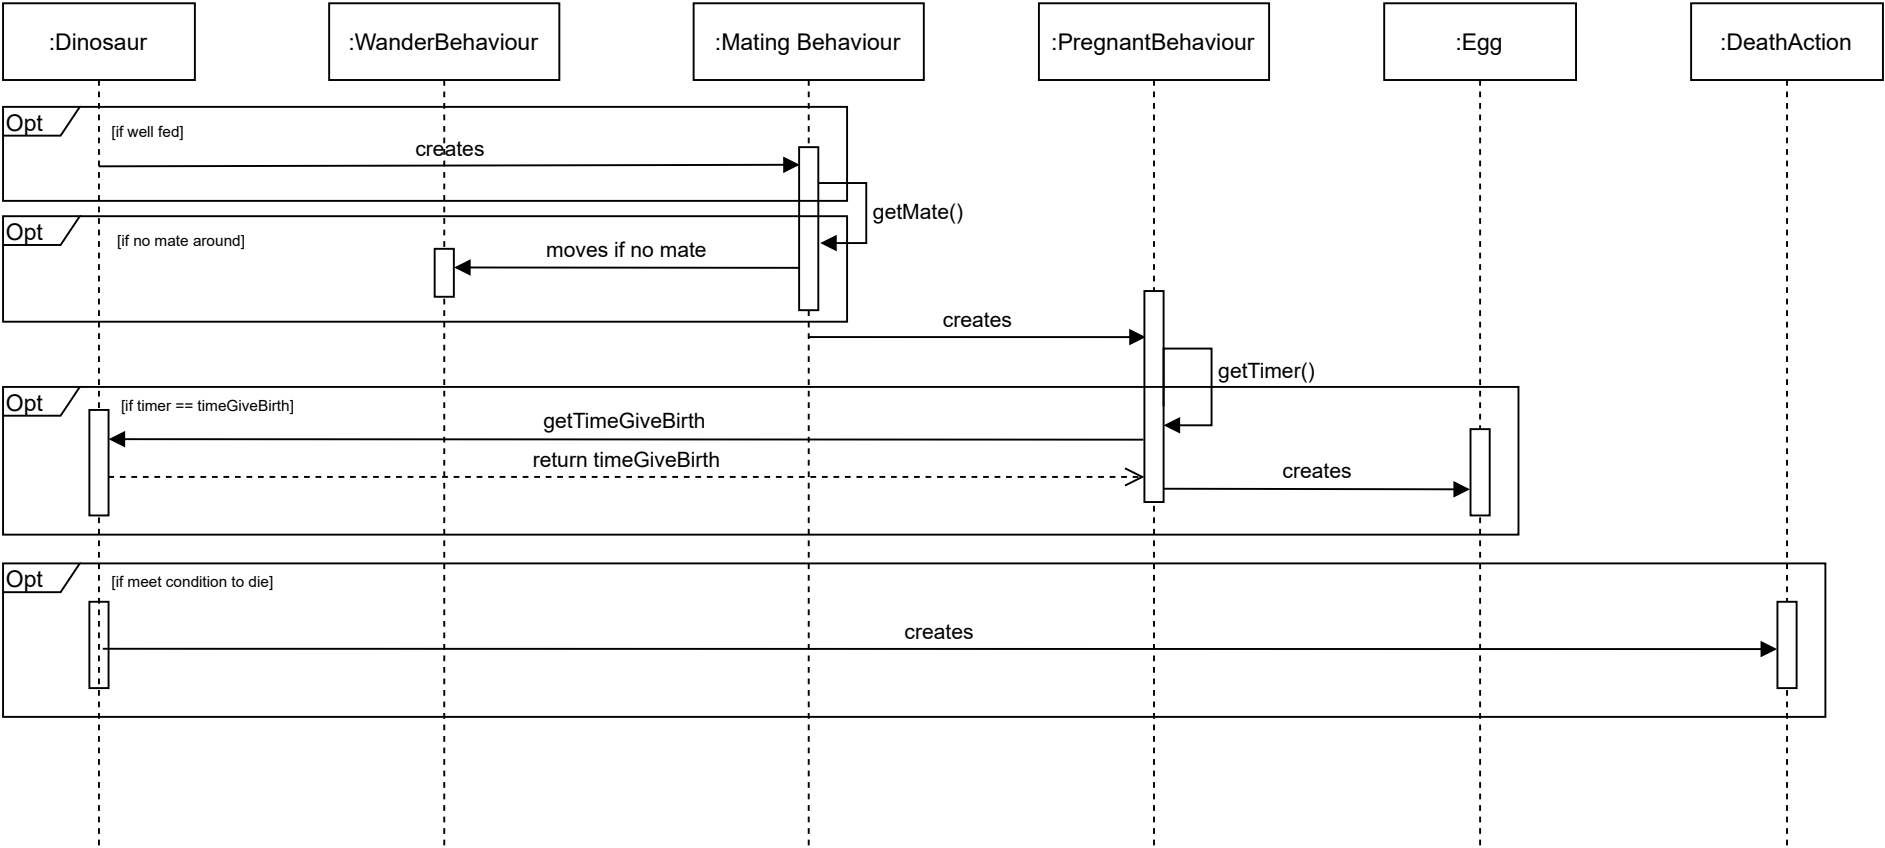 :Dinosaur
:WanderBehaviour
:Mating Behaviour
:PregnantBehaviour
:Egg
:DeathAction
Opt
[if well fed]
creates
getMate()
Opt
[if no mate around]
moves if no mate
creates
getTimer()
Opt
[if timer == timeGiveBirth]
getTimeGiveBirth
return timeGiveBirth
creates
Opt
[if meet condition to die]
creates